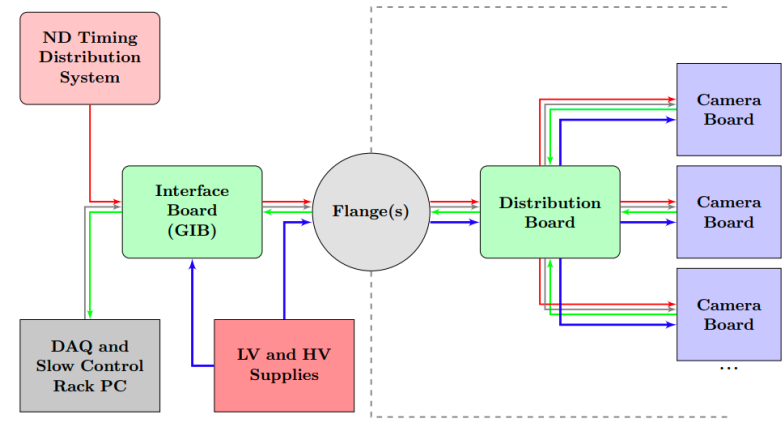 ND Timing
Distribution
System
Interface
Board
(GIB)
Flange(s)
Distribution
Board
Camera
Board
Camera
Board
Camera
Board
...
DAQ and
Slow Control
Rack PC
LV and HV
Supplies